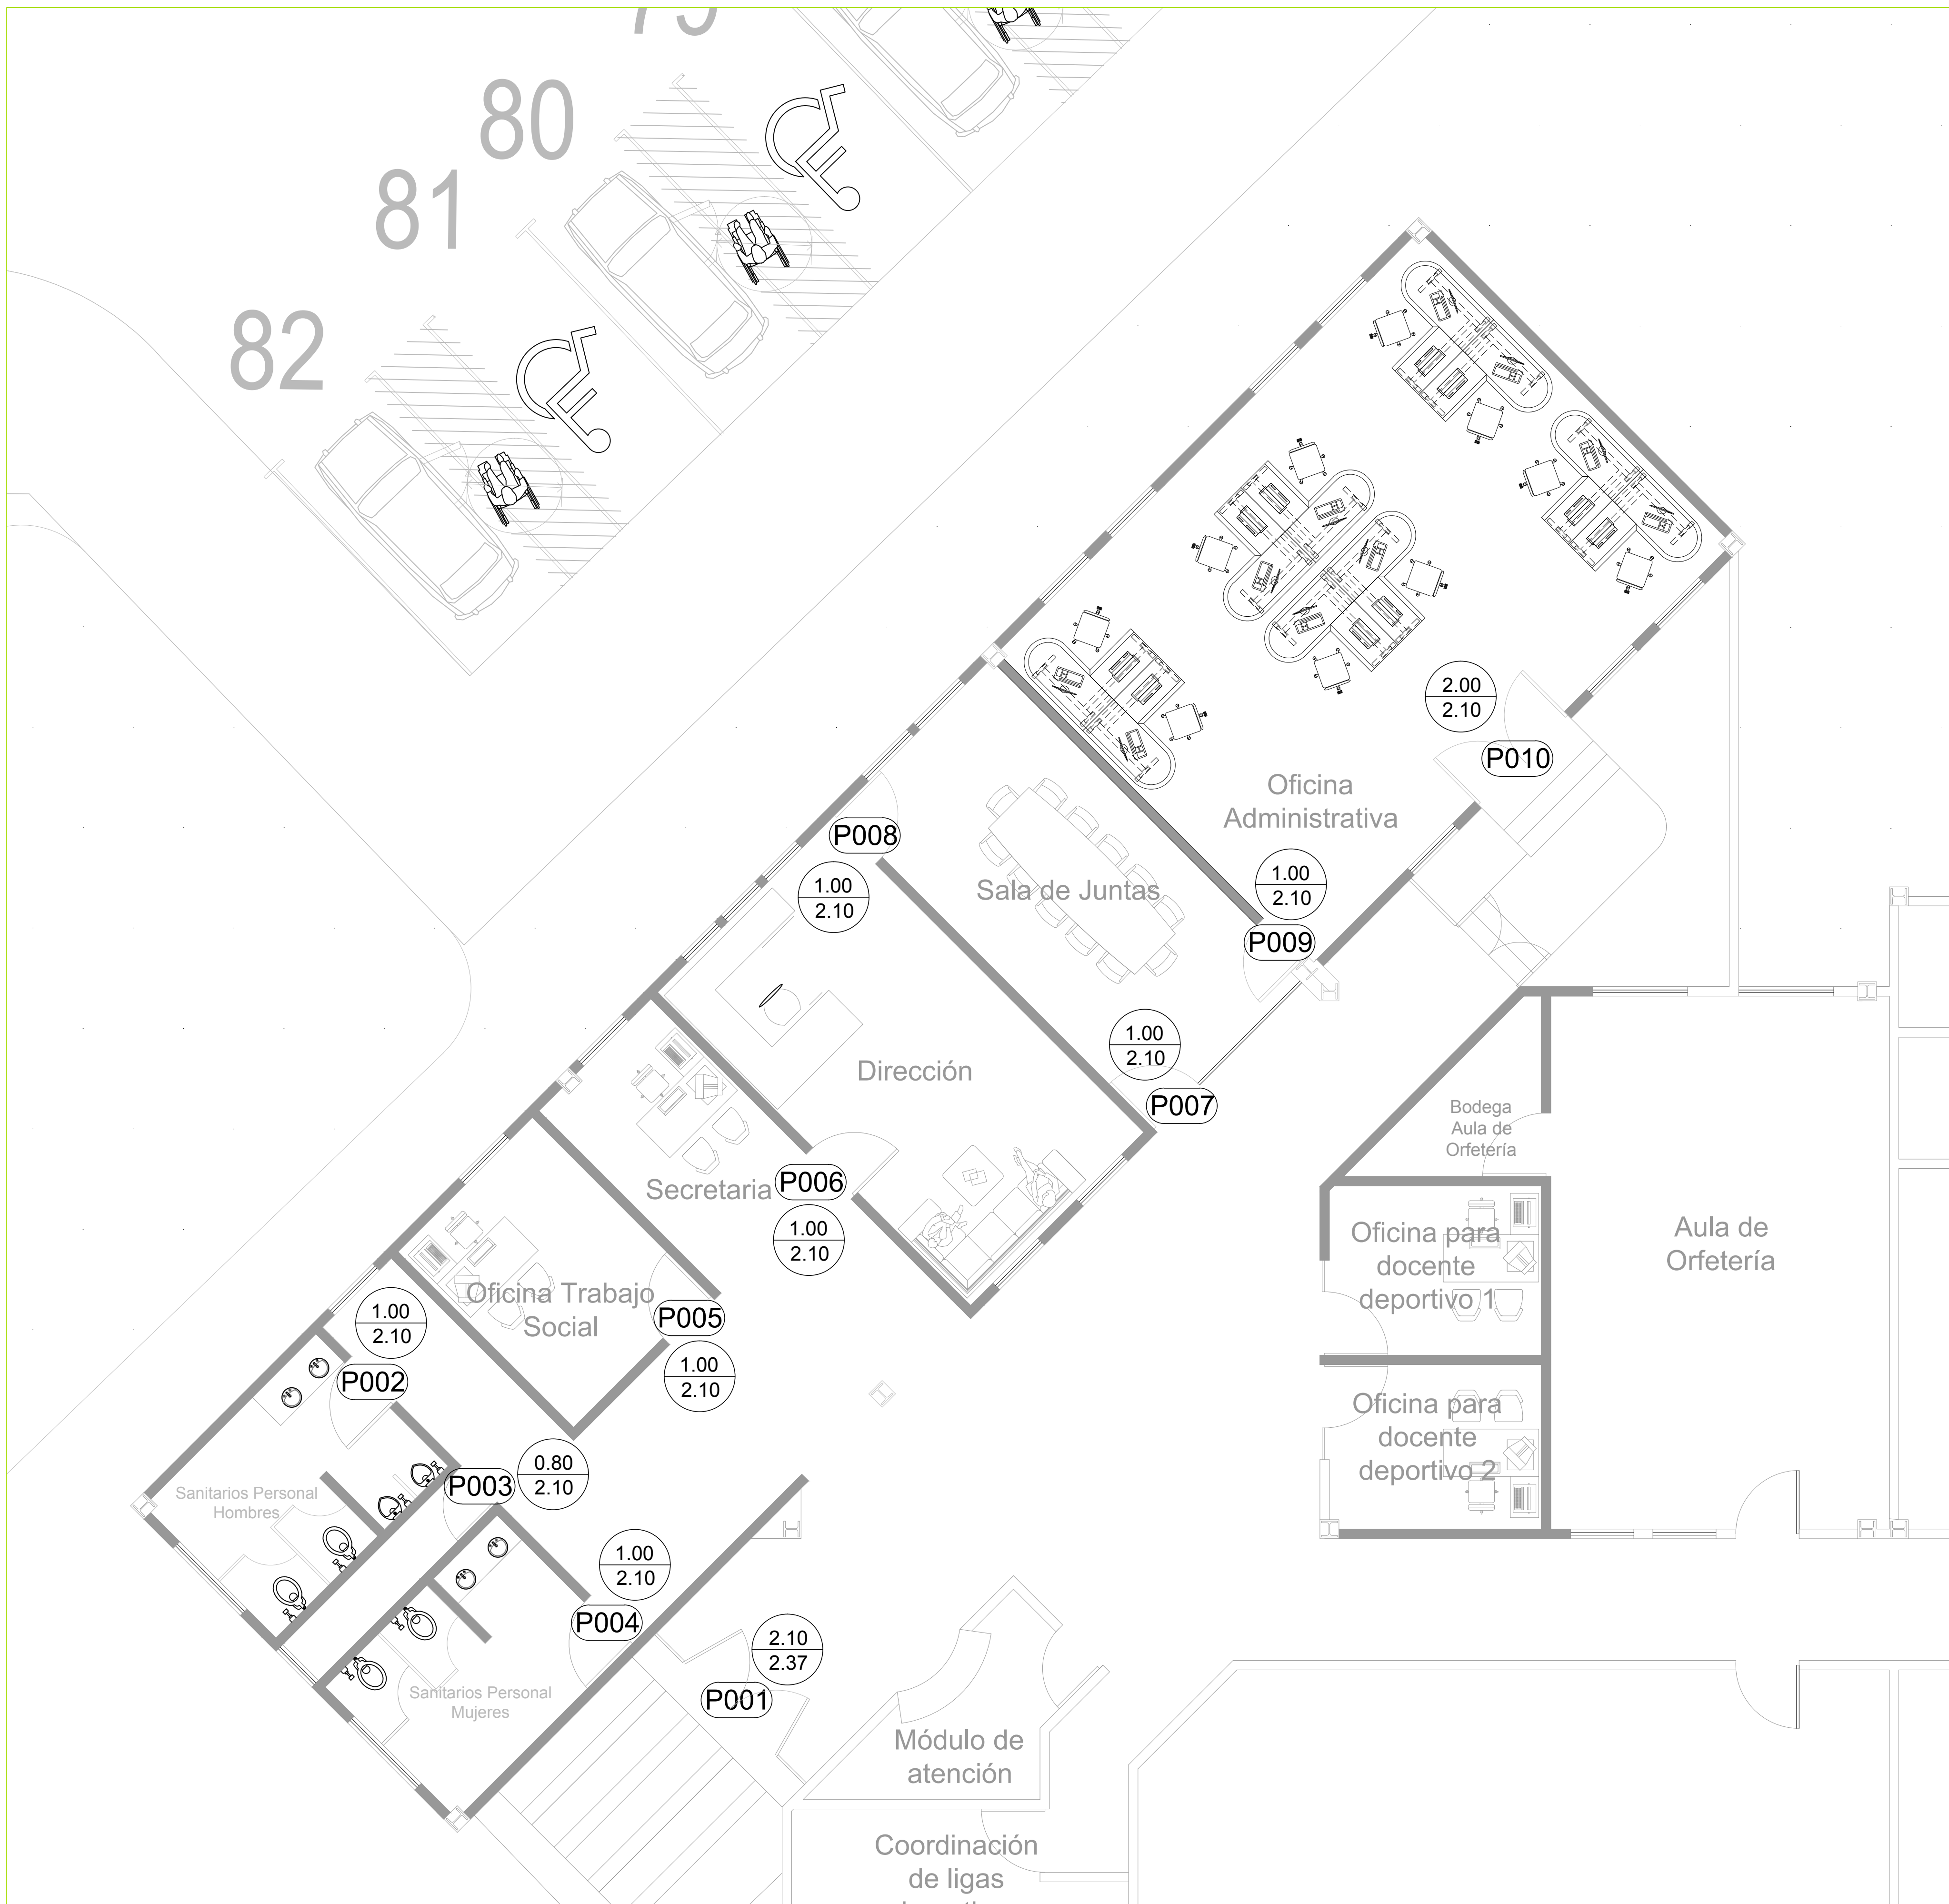 79
80
81
82
2.00
2.10
P010
Oficina
Administrativa
P008
1.00
2.10
Sala de Juntas
1.00
2.10
P009
1.00
2.10
P007
Dirección
Bodega
Aula de
Orfetería
Secretaria
P006
1.00
2.10
Oficina para
docente
deportivo 1
Aula de
Orfetería
Oficina Trabajo
Social
P005
1.00
2.10
1.00
2.10
P002
Oficina para
docente
deportivo 2
P003
0.80
2.10
Sanitarios Personal
Hombres
1.00
2.10
P004
2.10
2.37
P001
Sanitarios Personal
Mujeres
Módulo de
atención
Coordinación
de ligas